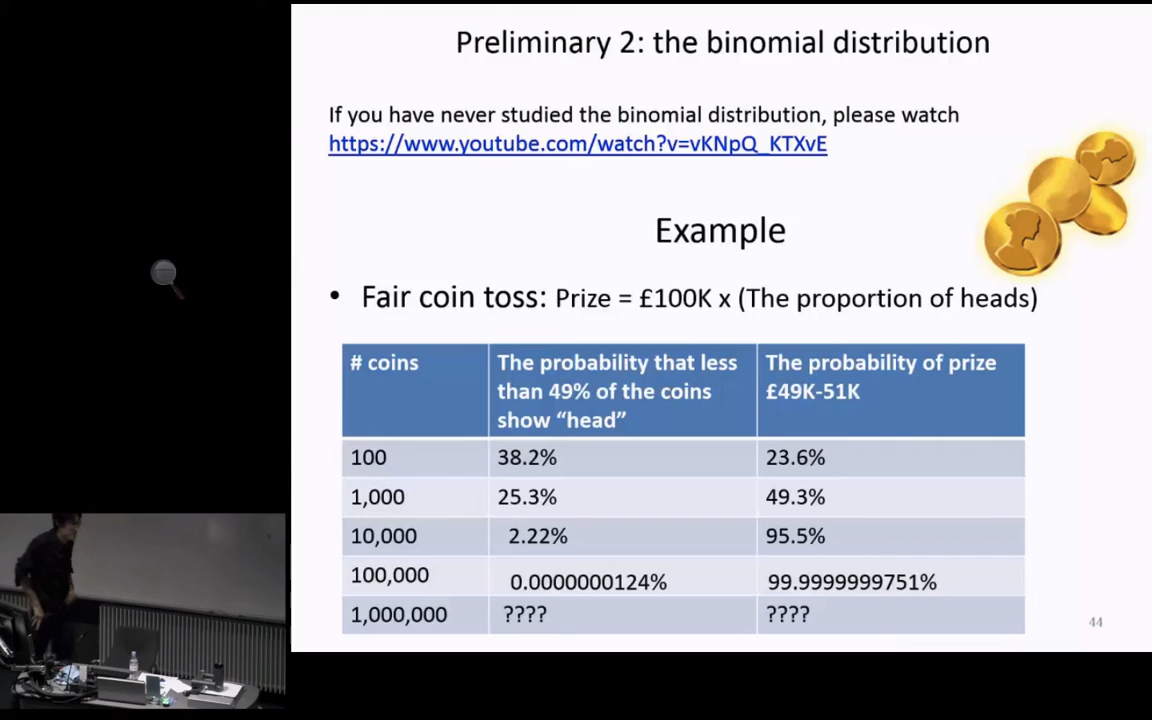 Preliminary 2: the binomial distribution
If you have never studied the binomial distribution, please watch
https://www.youtube.com/watch?v=vKNpQ_KTXvE
Example
• Fair coin toss: Prize = £100K x (The proportion of heads)
# coins The probability that less than 49% of the coins show “head” The probability of prize £49K-51K
100 38.2% 23.6%
1,000 25.3% 49.3%
10,000 2.22% 95.5%
100,000 0.0000000124% 99.9999999751%
1,000,000 ???? ????
44